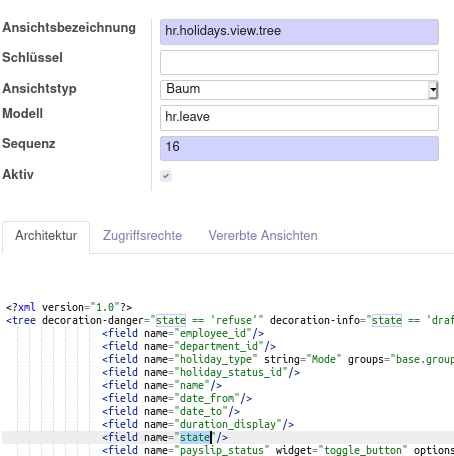 Ansichtsbezeichnung hr.holidays.view.tree
Schlüssel
Ansichtstyp Baum
Modell hr.leave
Sequenz 16
Aktiv
Architektur Zugriffsrechte Vererbte Ansichten
<?xml version="1.0"?>
<tree decoration-danger="state == 'refuse'" decoration-info="state == 'draf
<field name="employee_id"/>
<field name="department_id"/>
<field name="holiday_type" string="Mode" groups="base.group
<field name="holiday_status_id"/>
<field name="name"/>
<field name="date_from"/>
<field name="date_to"/>
<field name="duration_display"/>
<field name="state"/>
<field name="payslip_status" widget="toggle_button" options